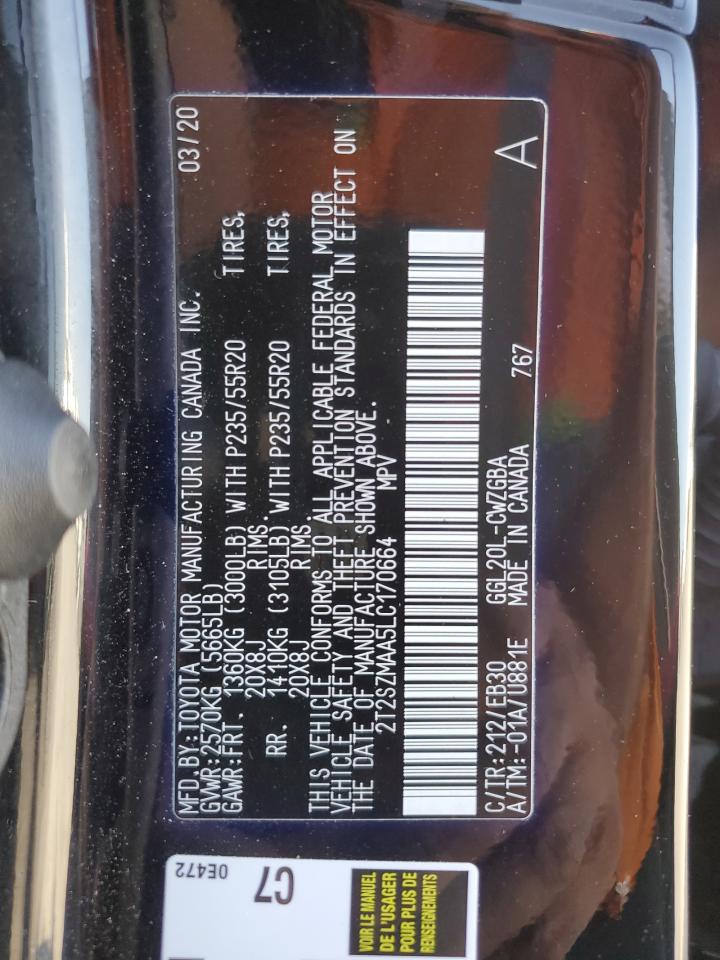 MFD.BY:TOYOTA MOTOR MANUFACTURING CANADA INC. 03/20
GVWR:2570KG (5665LB)
GAWR:FRT. 1360KG (3000LB) WITH P235/55R20 TIRES,
20X8J RIMS.
RR. 1410KG (3105LB) WITH P235/55R20 TIRES,
20X8J RIMS.
THIS VEHICLE CONFORMS TO ALL APPLICABLE FEDERAL MOTOR
VEHICLE SAFETY AND THEFT PREVENTION STANDARDS IN EFFECT ON
THE DATE OF MANUFACTURE SHOWN ABOVE.
2T2SZMAA5LC170664 MPV
C/TR:212/EB30 GGL20L-CWZGBA
A/TM:-01A/U881E MADE IN CANADA 767 A
0E472
C7
VOIR LE MANUEL
DE L'USAGER
POUR PLUS DE
RENSEIGNEMENTS